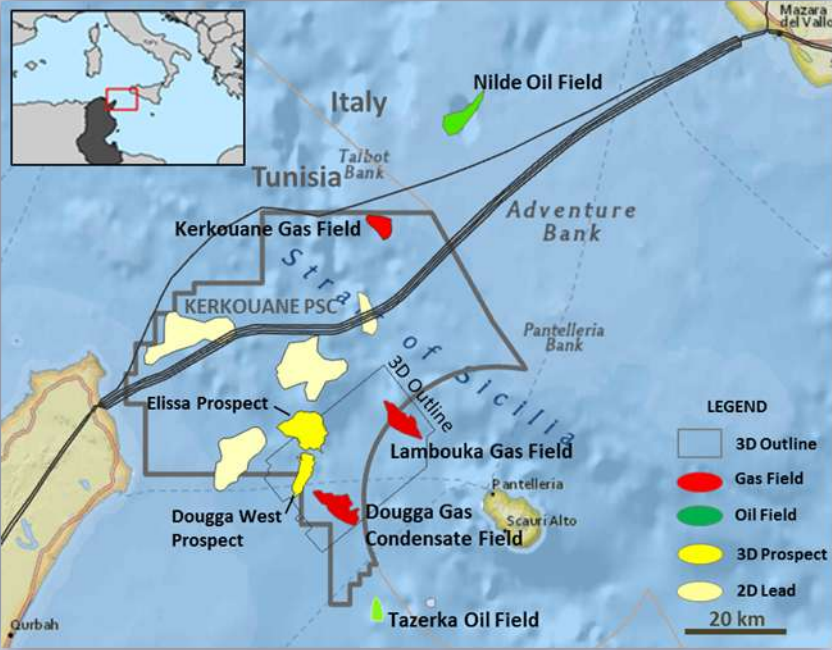 Mazara
del Vallo
Nilde Oil Field
Italy
Talbot
Bank
Tunisia
Adventure
Bank
Kerkouane Gas Field
Strait of Sicilia
KERKOUANE PSC
Pantelleria
Bank
3D Outline
Elissa Prospect
Lambouka Gas Field
Pantelleria
Scauri Alto
Dougga West
Prospect
Dougga Gas
Condensate Field
Tazerka Oil Field
Qurbah
LEGEND
3D Outline
Gas Field
Oil Field
3D Prospect
2D Lead
20 km